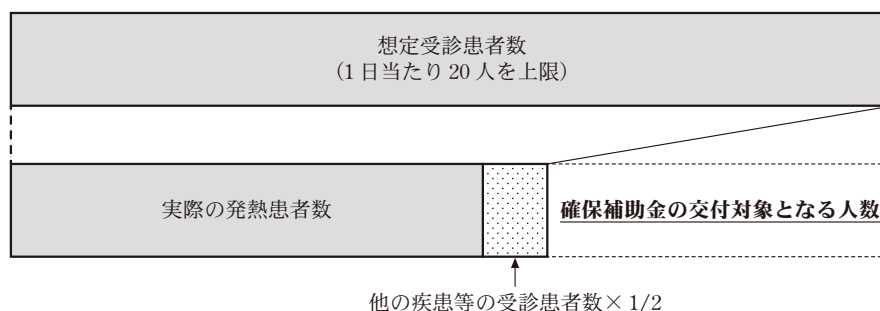 想定受診患者数
（1日当たり20人を上限）
実際の発熱患者数
確保補助金の交付対象となる人数
他の疾患等の受診患者数×1/2